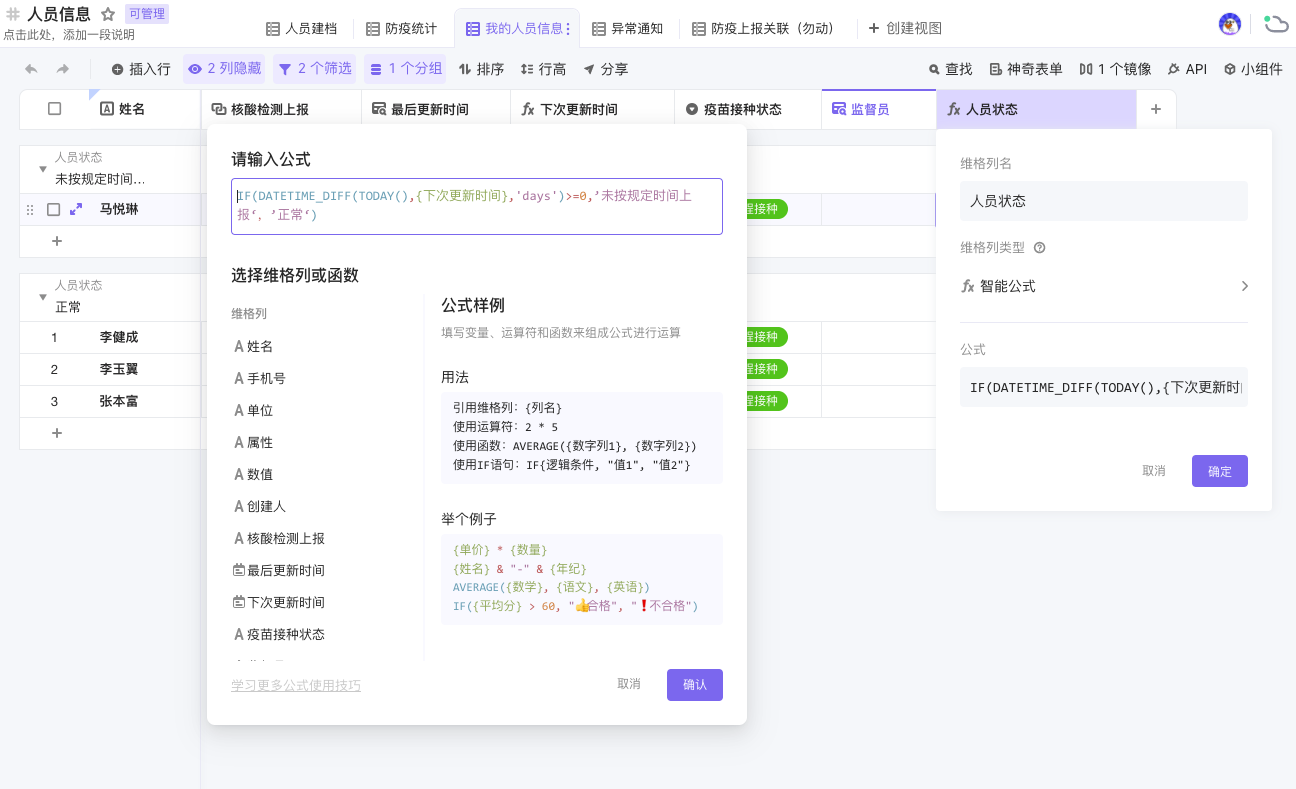 人员信息 可管理
点击此处，添加一段说明
人员建档 防疫统计 我的人员信息 异常通知 防疫上报关联（勿动） 创建视图
插入行 2 列隐藏 2 个筛选 1 个分组 排序 行高 分享 查找 神奇表单 1 个镜像 API 小组件
姓名 核酸检测上报 最后更新时间 下次更新时间 疫苗接种状态 监督员 人员状态
人员状态
未按规定时间...
马悦琳
程接种
人员状态
正常
1 李健成 程接种
2 李玉翼 程接种
3 张本富 程接种
请输入公式
IF(DATETIME_DIFF(TODAY(),{下次更新时间},'days')>=0,’未按规定时间上
报‘，’正常‘)
选择维格列或函数
维格列
姓名
手机号
单位
属性
数值
创建人
核酸检测上报
最后更新时间
下次更新时间
疫苗接种状态
公式样例
填写变量、运算符和函数来组成公式进行运算
用法
引用维格列：{列名}
使用运算符：2 * 5
使用函数：AVERAGE({数字列1}, {数字列2})
使用IF语句：IF{逻辑条件, "值1", "值2"}
举个例子
{单价} * {数量}
{姓名} & "-" & {年纪}
AVERAGE({数学}, {语文}, {英语})
IF({平均分} > 60, "👍合格", "❗不合格")
学习更多公式使用技巧
取消 确认
维格列名
人员状态
维格列类型
智能公式
公式
IF(DATETIME_DIFF(TODAY(),{下次更新时
取消 确定